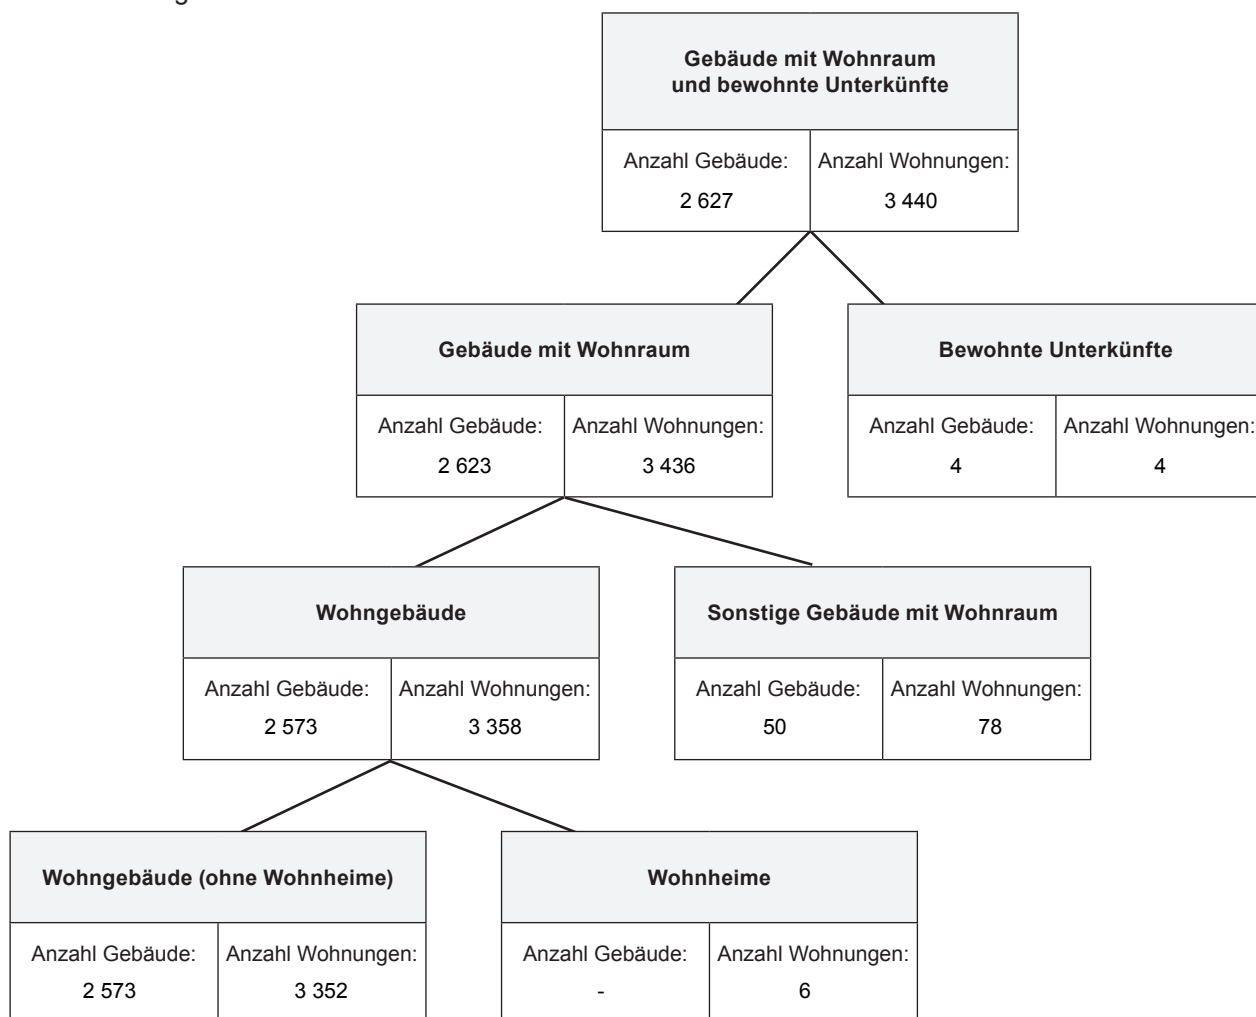 Gebäude mit Wohnraum
und bewohnte Unterkünfte
Anzahl Gebäude: Anzahl Wohnungen:
2 627 3 440
Gebäude mit Wohnraum Bewohnte Unterkünfte
Anzahl Gebäude: Anzahl Wohnungen: Anzahl Gebäude: Anzahl Wohnungen:
2 623 3 436 4 4
Wohngebäude Sonstige Gebäude mit Wohnraum
Anzahl Gebäude: Anzahl Wohnungen: Anzahl Gebäude: Anzahl Wohnungen:
2 573 3 358 50 78
Wohngebäude (ohne Wohnheime) Wohnheime
Anzahl Gebäude: Anzahl Wohnungen: Anzahl Gebäude: Anzahl Wohnungen:
2 573 3 352 - 6